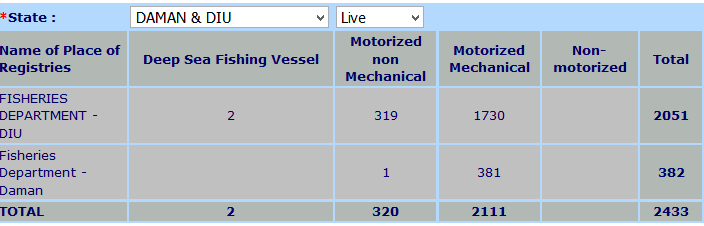 *State : DAMAN & DIU Live
Name of Place of Registries Deep Sea Fishing Vessel Motorized non Mechanical Motorized Mechanical Non-motorized Total
FISHERIES DEPARTMENT - DIU 2 319 1730 2051
Fisheries Department - Daman 1 381 382
TOTAL 2 320 2111 2433